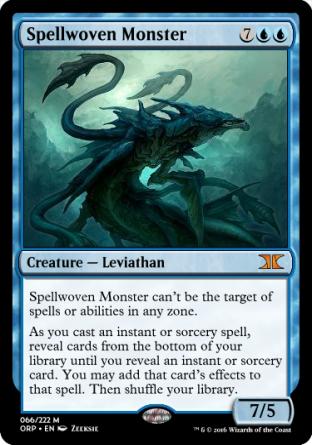 Spellwoven Monster 7
Creature — Leviathan
Spellwoven Monster can't be the target of
spells or abilities in any zone.
As you cast an instant or sorcery spell,
reveal cards from the bottom of your
library until you reveal an instant or sorcery
card. You may add that card's effects to
that spell. Then shuffle your library.
7/5
066/222 M
ORP • EN Zeeksie
™ & © 2016 Wizards of the Coast